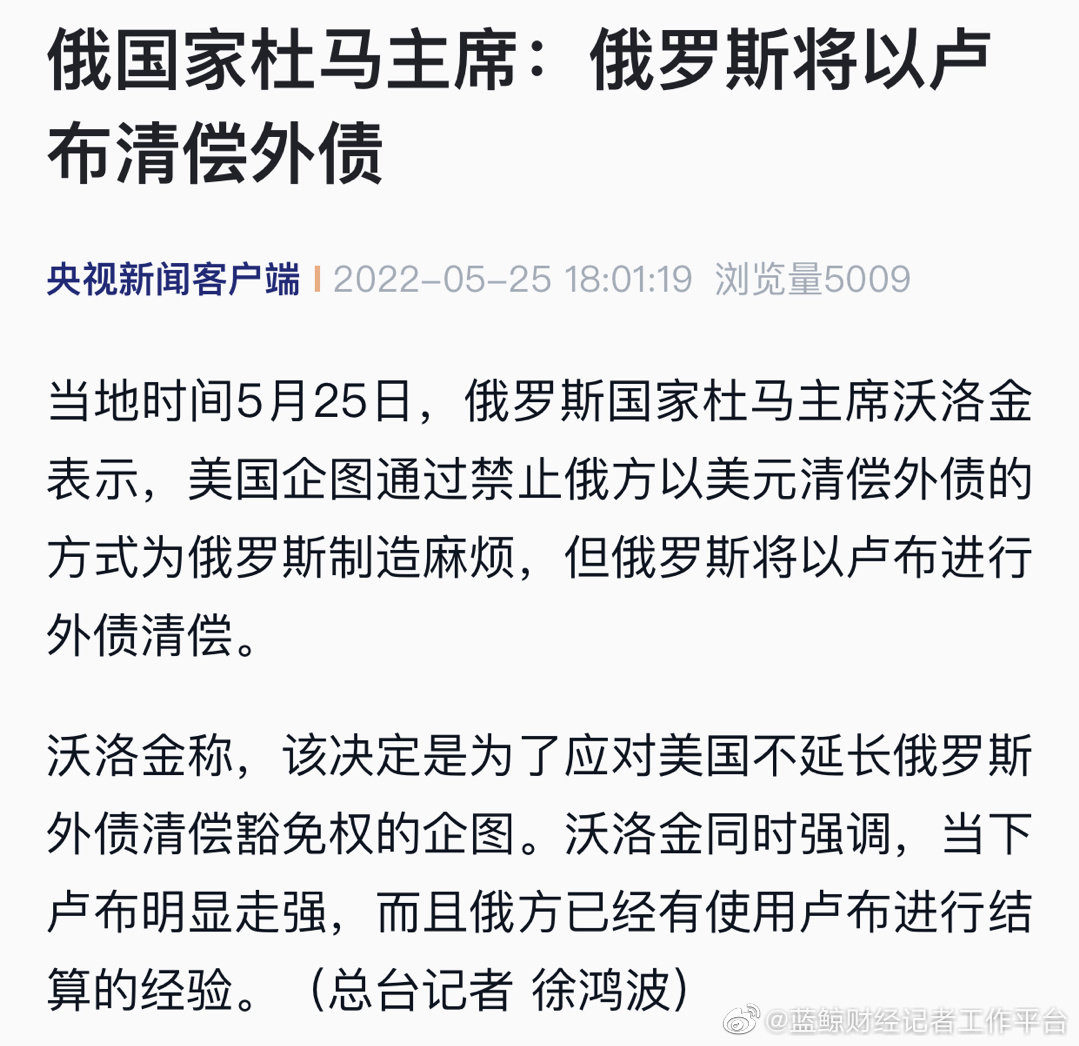 俄国家杜马主席：俄罗斯将以卢
布清偿外债
央视新闻客户端 2022-05-25 18:01:19 浏览量5009
当地时间5月25日，俄罗斯国家杜马主席沃洛金
表示，美国企图通过禁止俄方以美元清偿外债的
方式为俄罗斯制造麻烦，但俄罗斯将以卢布进行
外债清偿。
沃洛金称，该决定是为了应对美国不延长俄罗斯
外债清偿豁免权的企图。沃洛金同时强调，当下
卢布明显走强，而且俄方已经有使用卢布进行结
算的经验。（总台记者 徐鸿波）
@蓝鲸财经记者工作平台